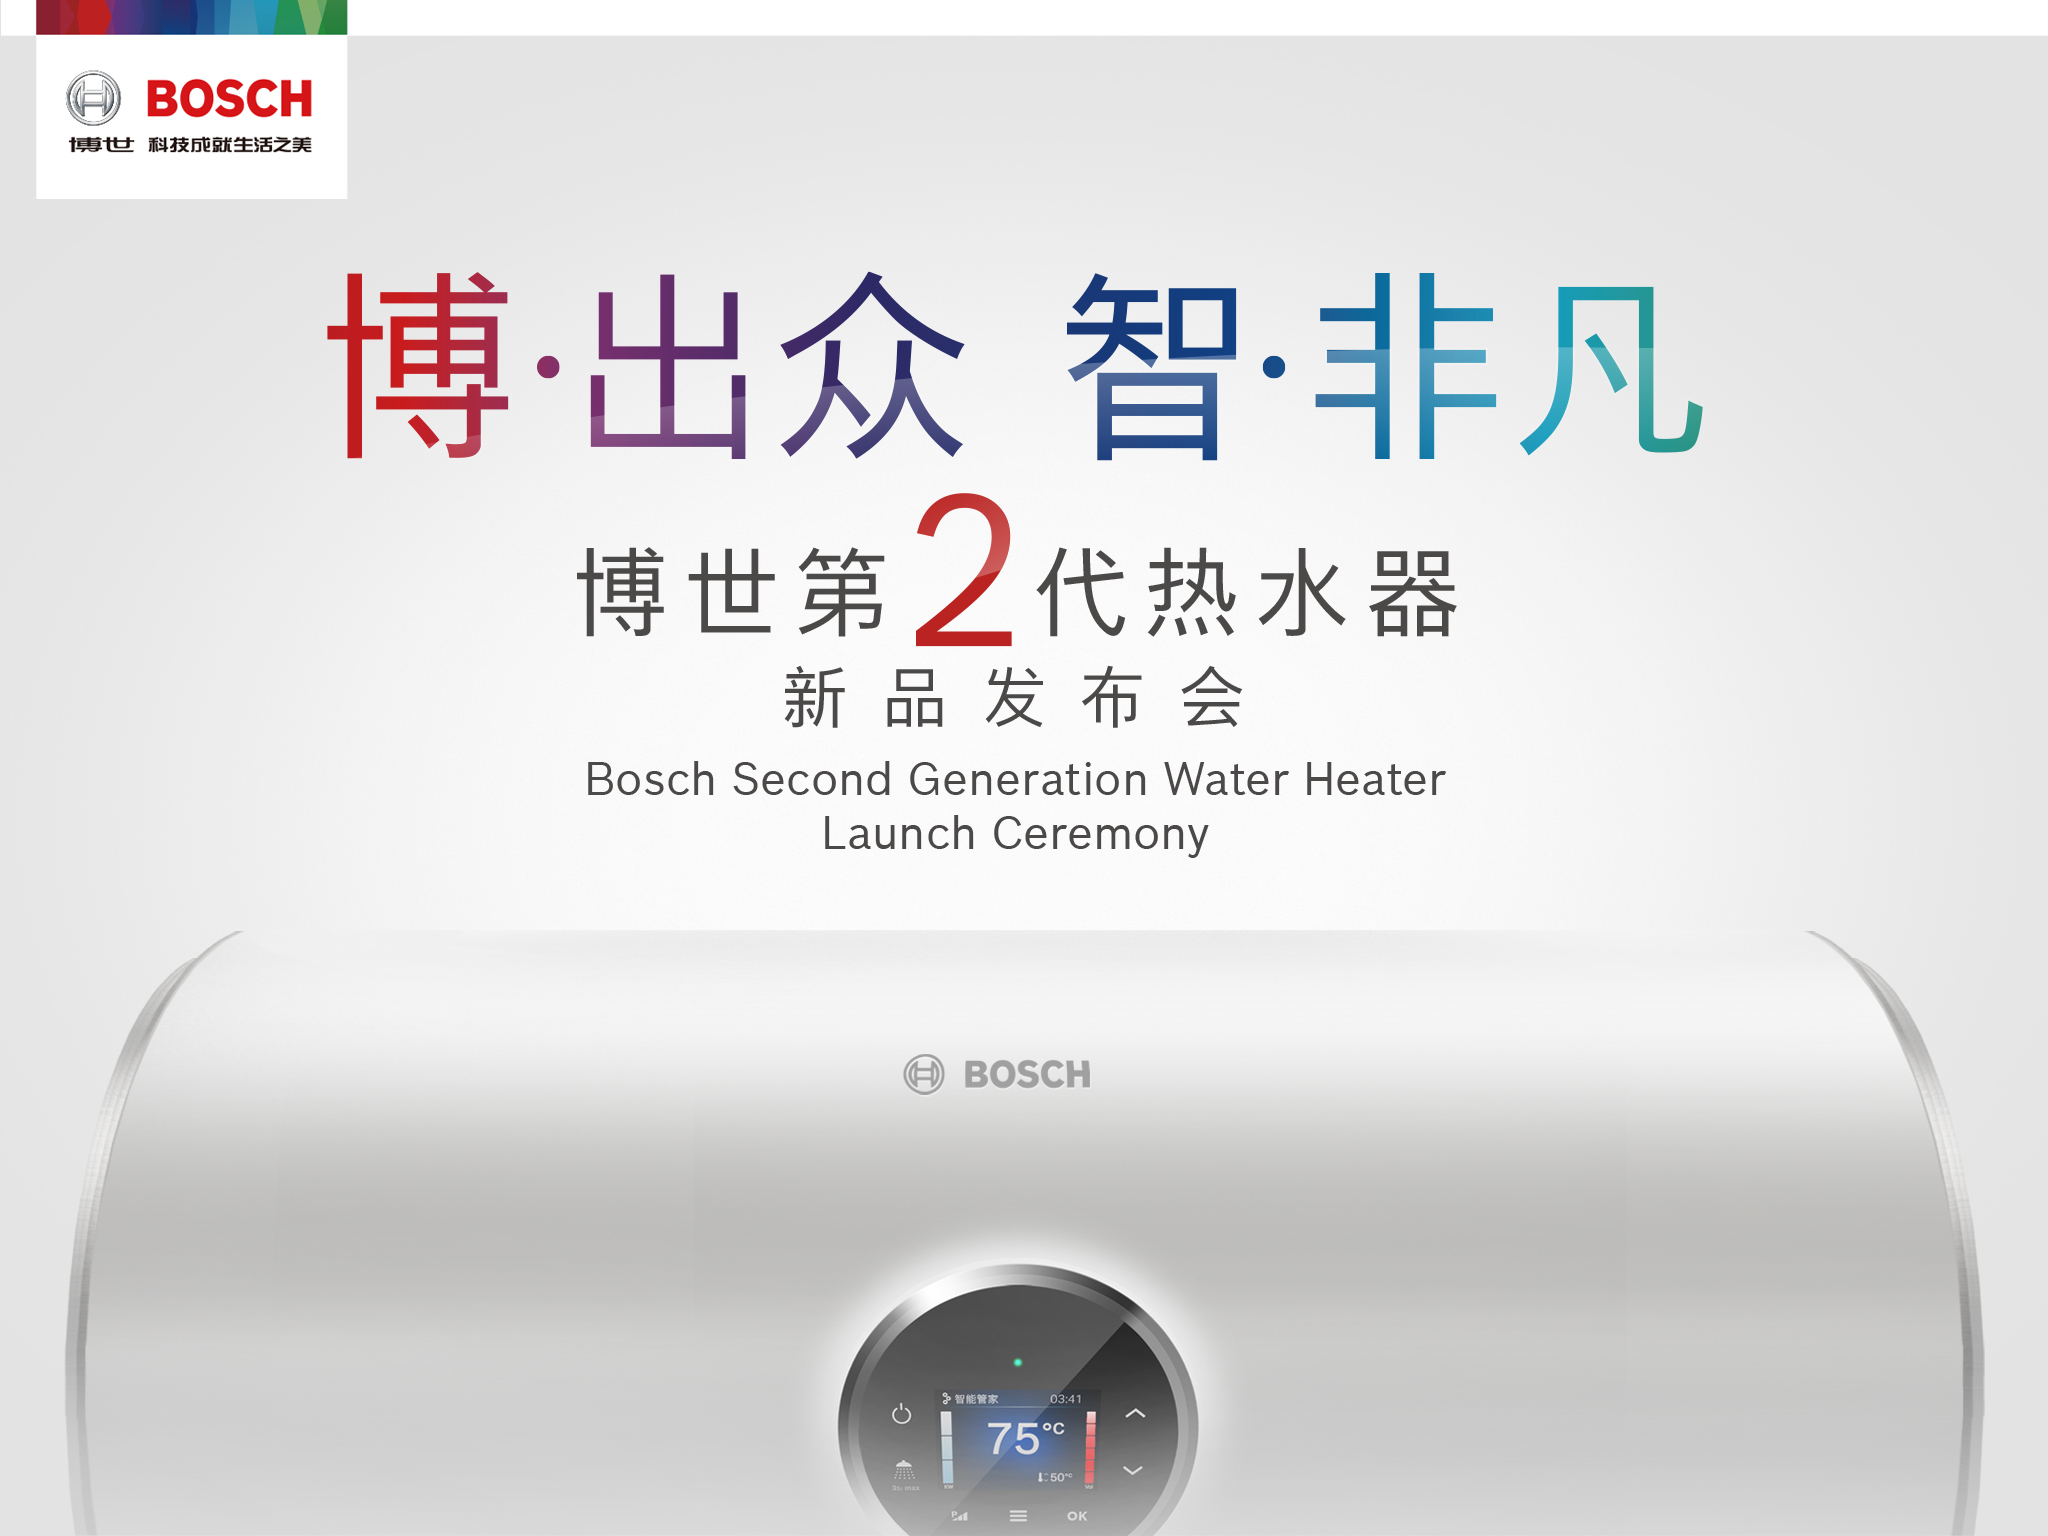 BOSCH
博世 科技成就生活之美
博·出众 智·非凡
博世第2代热水器
新品发布会
Bosch Second Generation Water Heater
Launch Ceremony
BOSCH
智能管家 03:41
75°C
50°C
OK